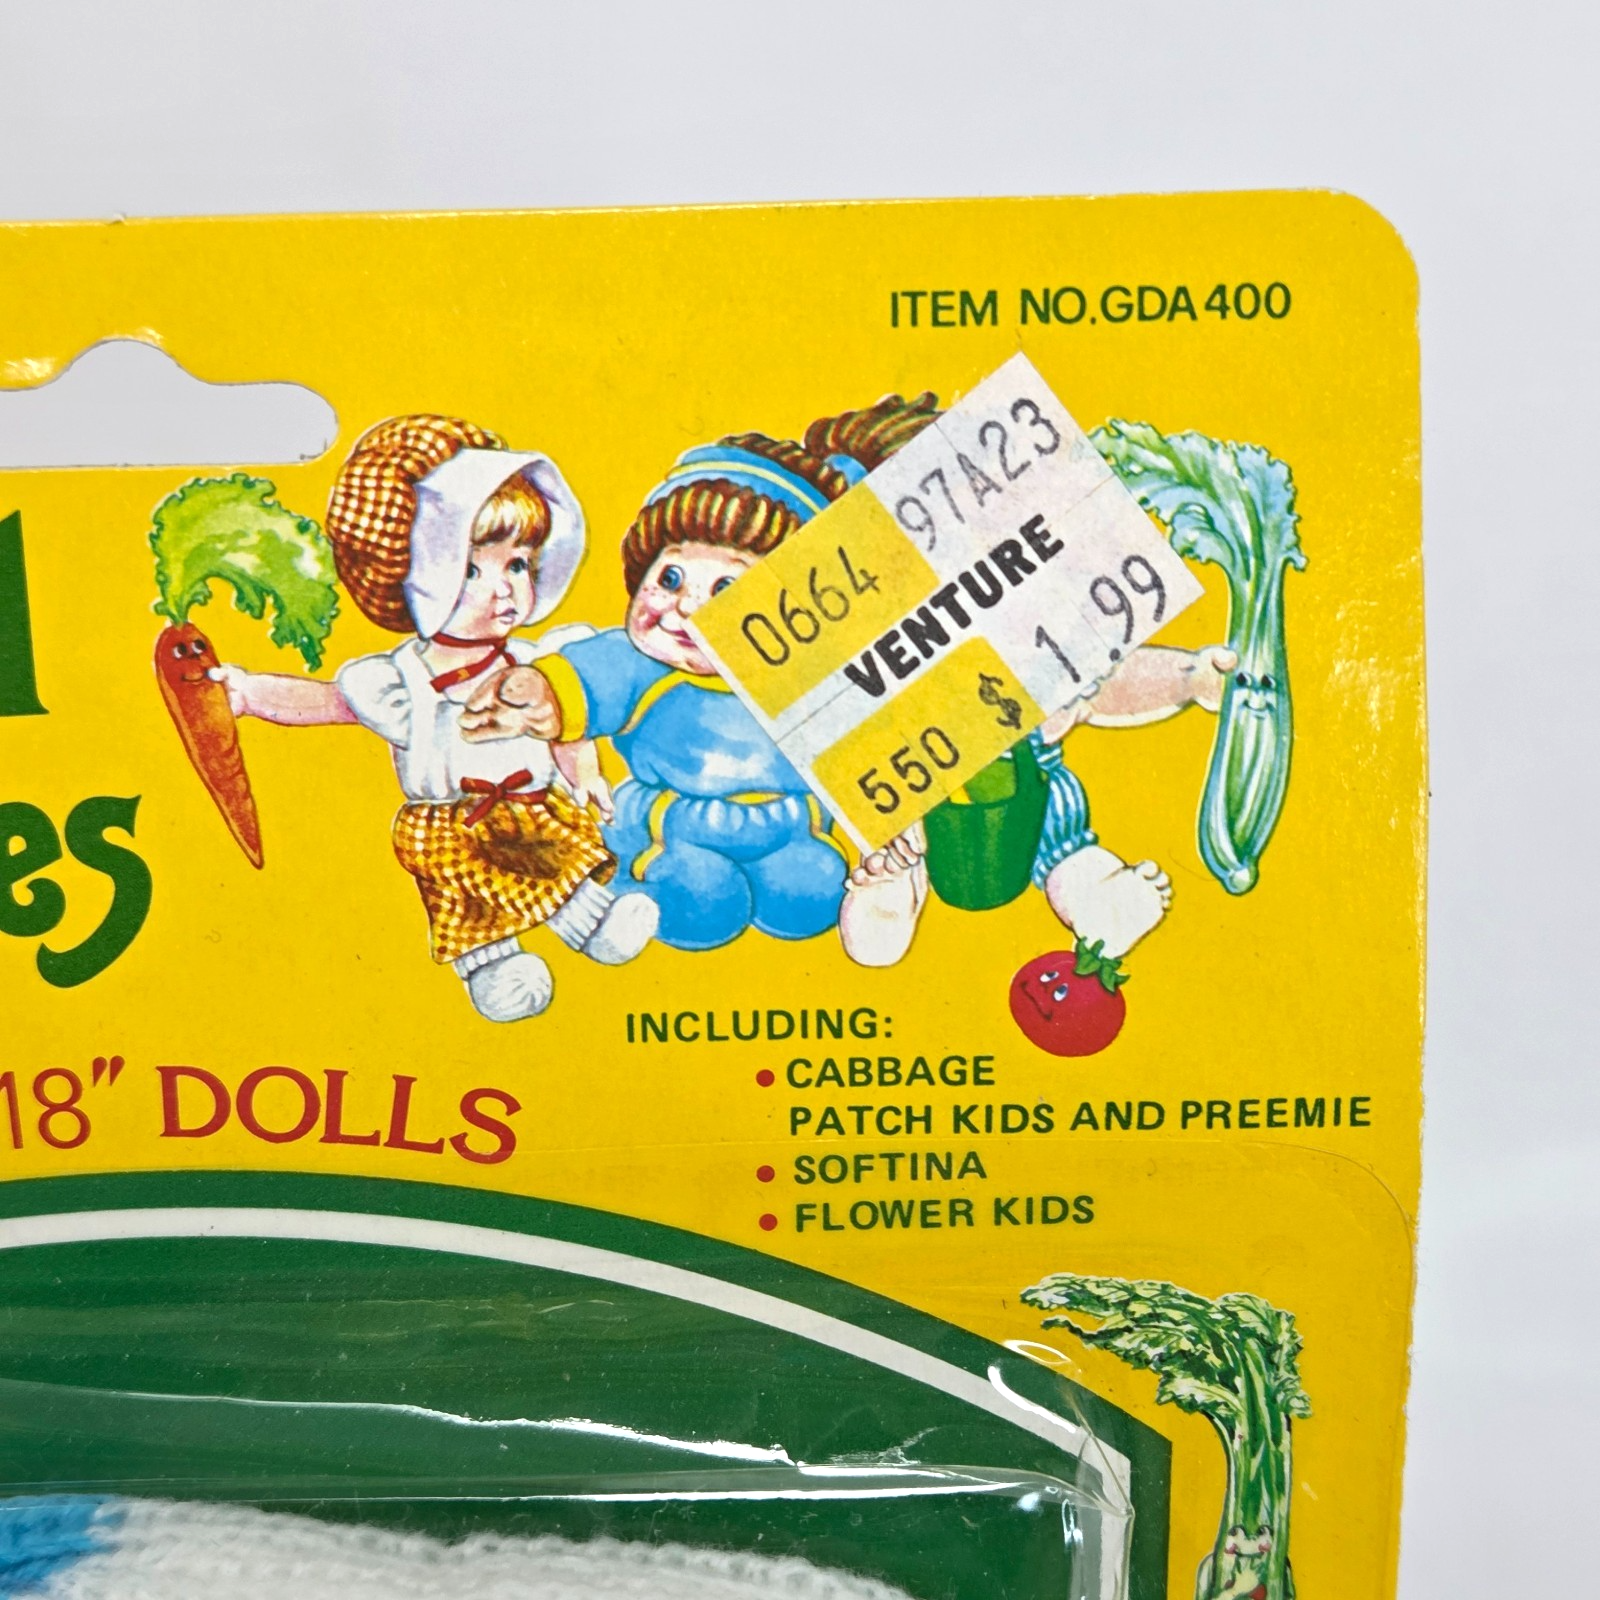 ITEM NO.GDA400
97A23
0664
VENTURE
$ 1.99
550
es
18" DOLLS
INCLUDING:
• CABBAGE
PATCH KIDS AND PREEMIE
• SOFTINA
• FLOWER KIDS